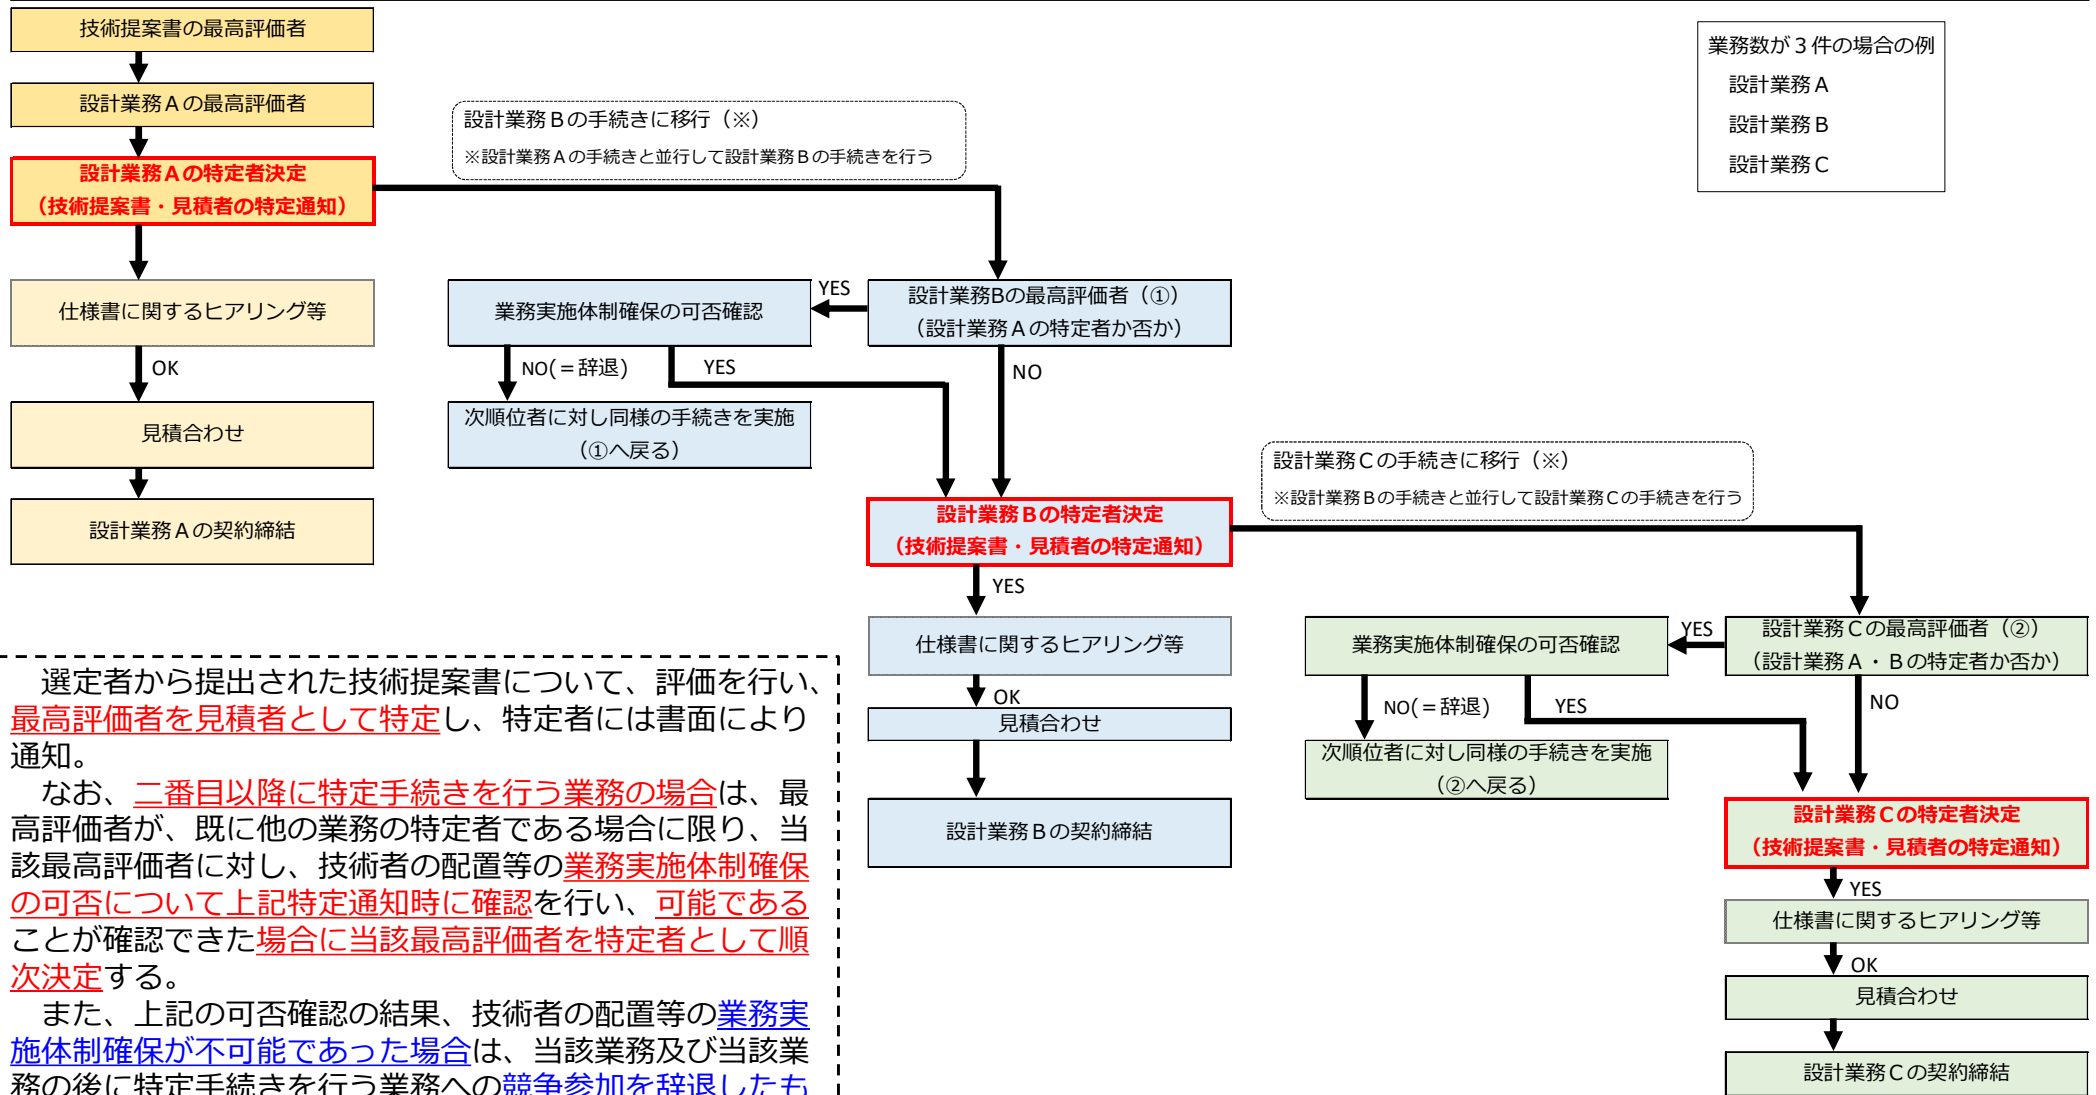 技術提案書の最高評価者
設計業務Ａの最高評価者
設計業務Ａの特定者決定
（技術提案書・見積者の特定通知）
仕様書に関するヒアリング等
OK
見積合わせ
設計業務Ａの契約締結
設計業務Ｂの手続きに移行（※）
※設計業務Ａの手続きと並行して設計業務Ｂの手続きを行う
業務数が３件の場合の例
設計業務Ａ
設計業務Ｂ
設計業務Ｃ
設計業務Bの最高評価者（①）
（設計業務Ａの特定者か否か）
YES
業務実施体制確保の可否確認
NO(＝辞退)
YES
NO
次順位者に対し同様の手続きを実施
（①へ戻る）
設計業務Ｂの特定者決定
（技術提案書・見積者の特定通知）
YES
仕様書に関するヒアリング等
OK
見積合わせ
設計業務Ｂの契約締結
設計業務Ｃの手続きに移行（※）
※設計業務Ｂの手続きと並行して設計業務Ｃの手続きを行う
設計業務Ｃの最高評価者（②）
（設計業務Ａ・Ｂの特定者か否か）
YES
業務実施体制確保の可否確認
NO(＝辞退)
YES
NO
次順位者に対し同様の手続きを実施
（②へ戻る）
設計業務Ｃの特定者決定
（技術提案書・見積者の特定通知）
YES
仕様書に関するヒアリング等
OK
見積合わせ
設計業務Ｃの契約締結
選定者から提出された技術提案書について、評価を行い、
最高評価者を見積者として特定し、特定者には書面により
通知。
なお、二番目以降に特定手続きを行う業務の場合は、最
高評価者が、既に他の業務の特定者である場合に限り、当
該最高評価者に対し、技術者の配置等の業務実施体制確保
の可否について上記特定通知時に確認を行い、可能である
ことが確認できた場合に当該最高評価者を特定者として順
次決定する。
また、上記の可否確認の結果、技術者の配置等の業務実
施体制確保が不可能であった場合は、当該業務及び当該業
務の後に特定手続きを行う業務への競争参加を辞退したも